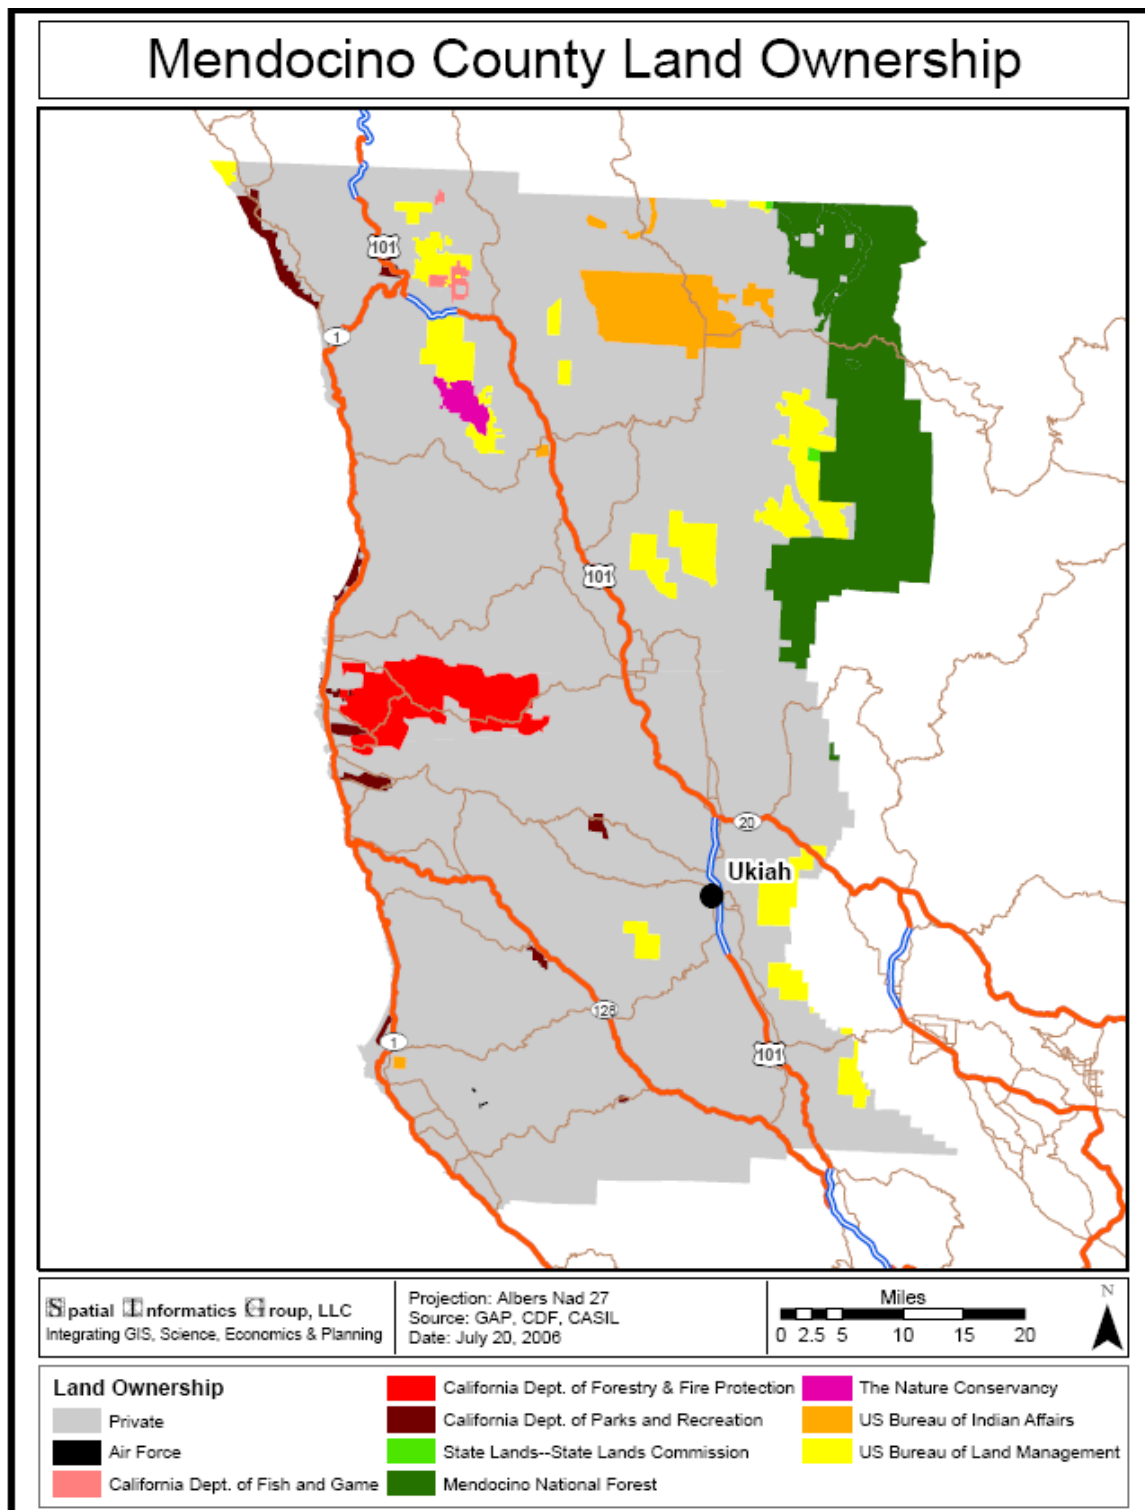 Mendocino County Land Ownership
101
1
101
20
Ukiah
128
1
101
Spatial Informatics Group, LLC
Integrating GIS, Science, Economics & Planning
Projection: Albers Nad 27
Source: GAP, CDF, CASIL
Date: July 20, 2006
Miles
0 2.5 5 10 15 20
N
Land Ownership
Private
Air Force
California Dept. of Fish and Game
California Dept. of Forestry & Fire Protection
California Dept. of Parks and Recreation
State Lands--State Lands Commission
Mendocino National Forest
The Nature Conservancy
US Bureau of Indian Affairs
US Bureau of Land Management